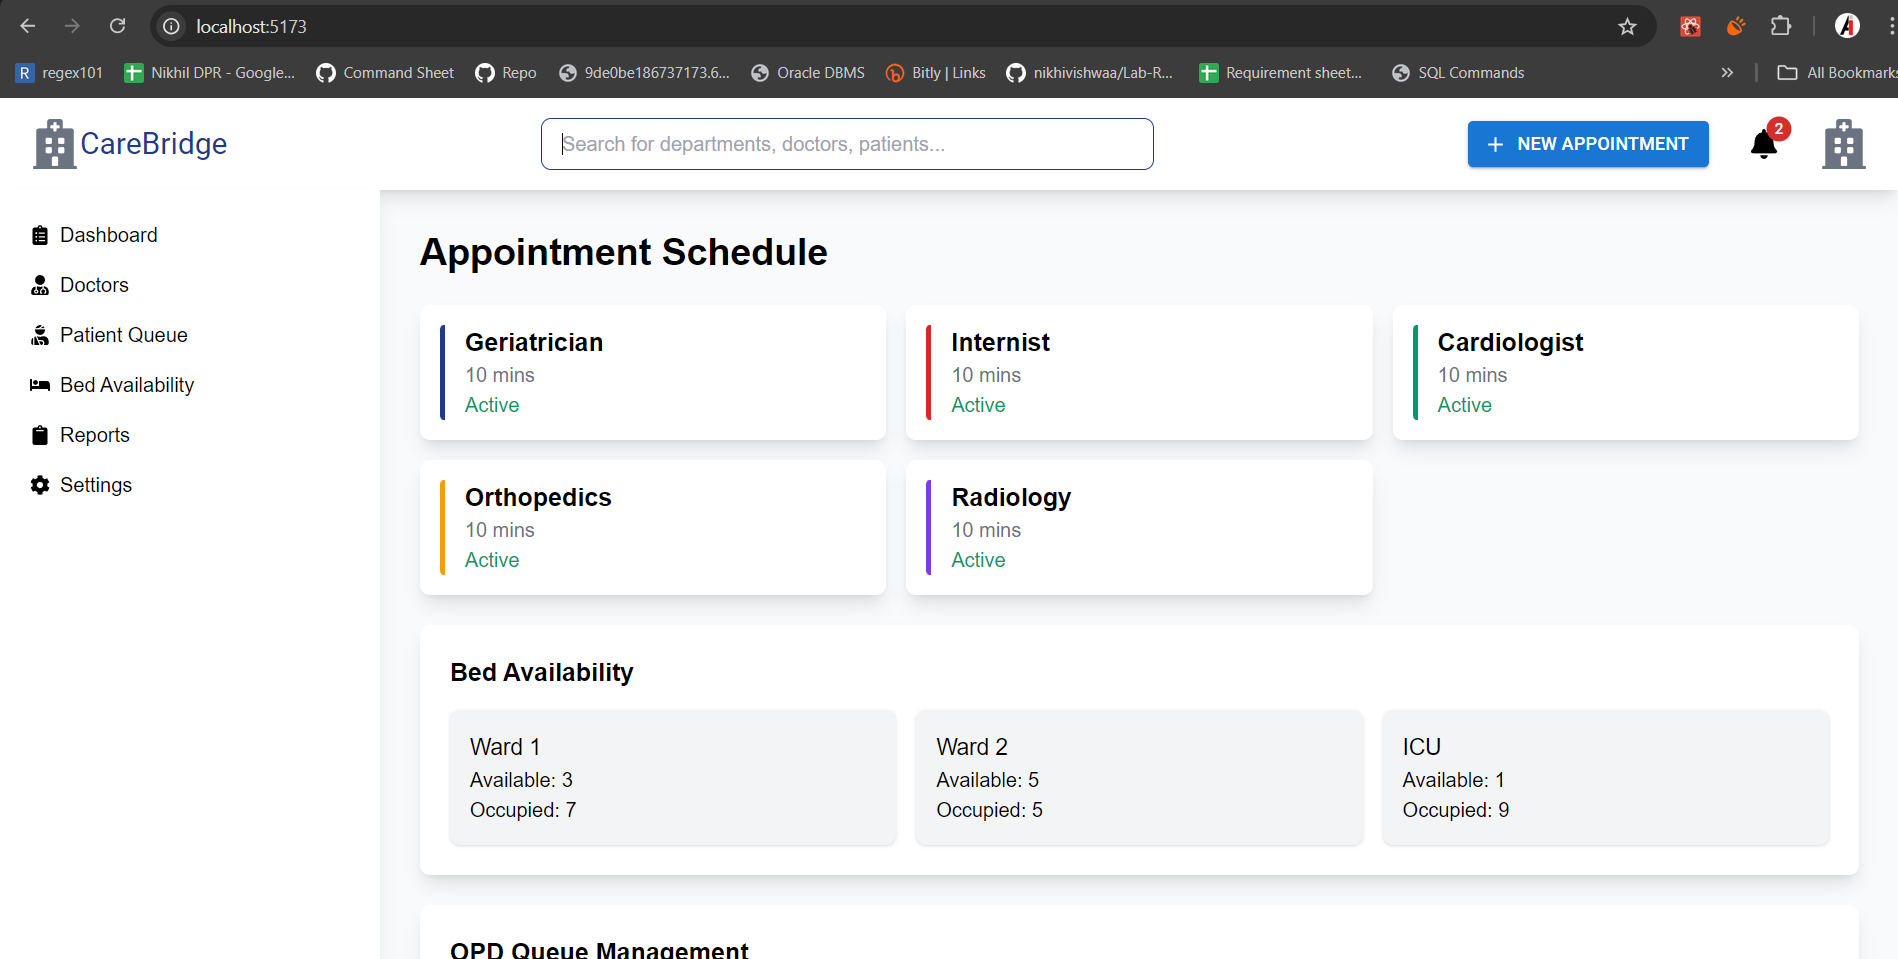 localhost:5173
R regex101 Nikhil DPR - Google... Command Sheet Repo 9de0be186737173.6... Oracle DBMS Bitly | Links nikhivishwaa/Lab-R... Requirement sheet... SQL Commands » All Bookmarks
CareBridge
Search for departments, doctors, patients...
+ NEW APPOINTMENT
2
Dashboard
Doctors
Patient Queue
Bed Availability
Reports
Settings
Appointment Schedule
Geriatrician
10 mins
Active
Internist
10 mins
Active
Cardiologist
10 mins
Active
Orthopedics
10 mins
Active
Radiology
10 mins
Active
Bed Availability
Ward 1
Available: 3
Occupied: 7
Ward 2
Available: 5
Occupied: 5
ICU
Available: 1
Occupied: 9
OPD Queue Management